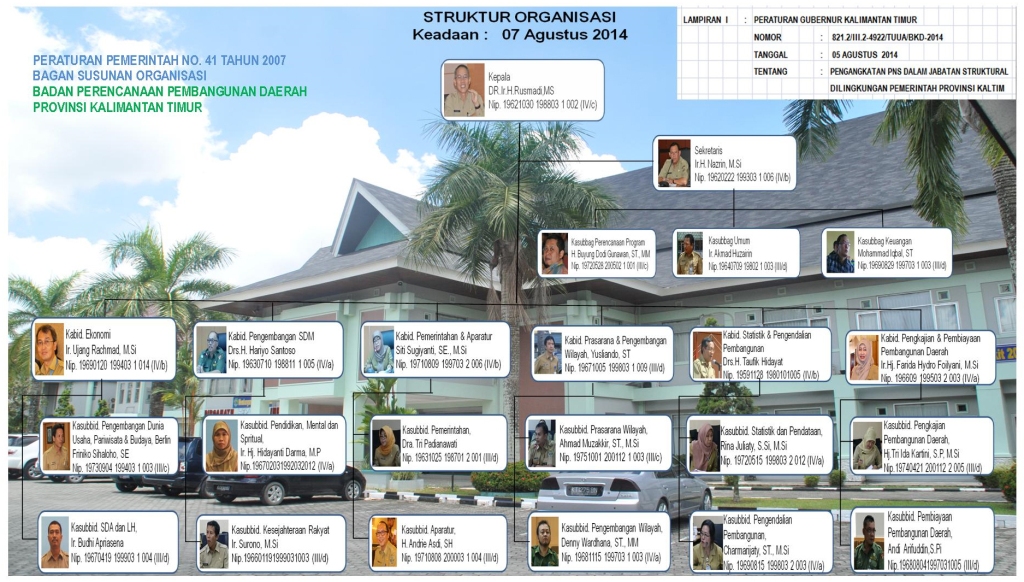 STRUKTUR ORGANISASI
Keadaan : 07 Agustus 2014
LAMPIRAN I : PERATURAN GUBERNUR KALIMANTAN TIMUR
NOMOR : 821.2/III.2-4922/TUUA/BKD-2014
TANGGAL : 05 AGUSTUS 2014
TENTANG : PENGANGKATAN PNS DALAM JABATAN STRUKTURAL
DILINGKUNGAN PEMERINTAH PROVINSI KALTIM
PERATURAN PEMERINTAH NO. 41 TAHUN 2007
BAGAN SUSUNAN ORGANISASI
BADAN PERENCANAAN PEMBANGUNAN DAERAH
PROVINSI KALIMANTAN TIMUR
Kepala
DR.Ir.H.Rusmadi,MS
Nip. 19621030 198803 1 002 (IV/c)
Sekretaris
Ir.H. Nazrin, M.Si
Nip. 19620222 199303 1 006 (IV/b)
Kasubbag Perencanaan Program
H. Buyung Dodi Gunawan, ST., MM
Nip. 19720528 200502 1 001 (III/c)
Kasubbag Umum
Ir. Akmad Huzairin
Nip. 19640709 19802 1 003 (III/d)
Kasubbag Keuangan
Mohammad Iqbal, ST
Nip. 19690829 199703 1 003 (III/d)
Kabid. Ekonomi
Ir. Ujang Rachmad, M.Si
Nip. 19690120 199403 1 014 (IV/b)
Kabid. Pengembangan SDM
Drs.H. Hariyo Santoso
Nip. 19630710 198811 1 005 (IV/a)
Kabid. Pemerintahan & Aparatur
Siti Sugiyanti, SE., M.Si
Nip. 19710809 199703 2 006 (IV/b)
Kabid. Prasarana & Pengembangan
Wilayah, Yusliando, ST
Nip. 19671005 199803 1 009 (III/d)
Kabid. Statistik & Pengendalian
Pembangunan
Drs.H. Taufik Hidayat
Nip. 19591128 1980101005 (IV/b)
Kabid. Pengkajian & Pembiayaan
Pembangunan Daerah
Ir.Hj. Farida Hydro Foilyani, M.Si
Nip. 196609 199503 2 003 (IV/a)
Kasubbid. Pengembangan Dunia
Usaha, Pariwisata & Budaya, Berlin
Friniko Sihaloho, SE
Nip. 19730904 199403 1 003 (III/c)
Kasubbid. Pendidikan, Mental dan
Spritual,
Ir. Hj. Hidayanti Darma, M.P
Nip. 196702031992032012 (IV/a)
Kasubbid. Pemerintahan,
Dra. Tri Padianawati
Nip. 19631025 198701 2 001 (III/d)
Kasubbid. Prasarana Wilayah,
Ahmad Muzakkir, ST., M.Si
Nip. 19751001 200112 1 003 (III/c)
Kasubbid. Statistik dan Pendataan,
Rina Juliaty, S.Si, M.Si
Nip. 19720515 199803 2 012 (IV/a)
Kasubbid. Pengkajian
Pembangunan Daerah,
Hj.Tri Ida Kartini, S.P, M.Si
Nip. 19740421 200112 2 005 (III/d)
Kasubbid. SDA dan LH,
Ir. Budhi Apriasena
Nip. 19670419 199903 1 004 (III/d)
Kasubbid. Kesejahteraan Rakyat
Ir. Surono, M.Si
Nip. 196601191999031003 (III/d)
Kasubbid. Aparatur,
H. Andrie Asdi, SH
Nip. 19710808 200003 1 004 (III/d)
Kasubbid. Pengembangan Wilayah,
Denny Wardhana, ST., MM
Nip. 19681115 199703 1 003 (IV/a)
Kasubbid. Pengendalian
Pembangunan,
Charmarijaty, ST., M.Si
Nip. 19690815 199803 2 003 (IV/a)
Kasubbid. Pembiayaan
Pembangunan Daerah,
Andi Arifuddin,S.Pi
Nip. 196808041997031005 (III/d)